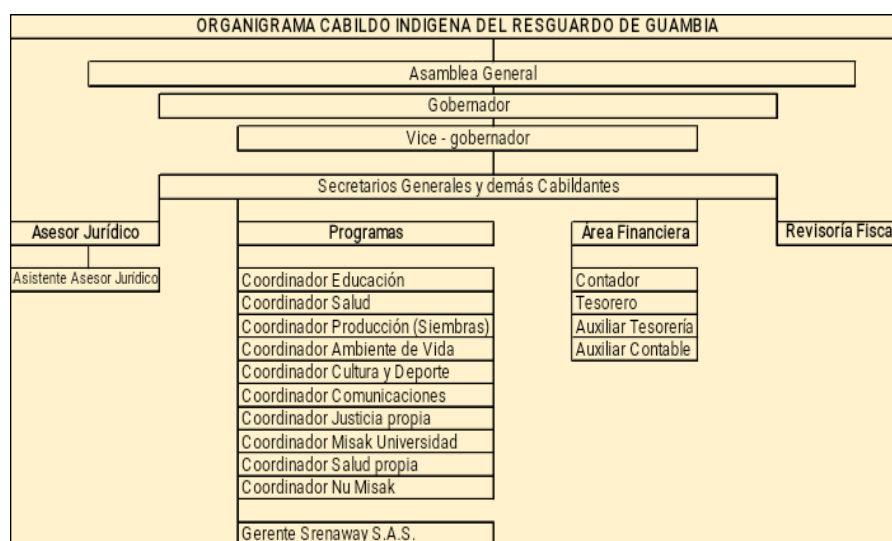 ORGANIGRAMA CABILDO INDIGENA DEL RESGUARDO DE GUAMBIA
Asamblea General
Gobernador
Vice - gobernador
Secretarios Generales y demás Cabildantes
Asesor Jurídico
Programas
Área Financiera
Revisoría Fisca
Asistente Asesor Jurídico
Coordinador Educación
Coordinador Salud
Coordinador Producción (Siembras)
Coordinador Ambiente de Vida
Coordinador Cultura y Deporte
Coordinador Comunicaciones
Coordinador Justicia propia
Coordinador Misak Universidad
Coordinador Salud propia
Coordinador Nu Misak
Contador
Tesorero
Auxiliar Tesorería
Auxiliar Contable
Gerente Srenaway S.A.S.